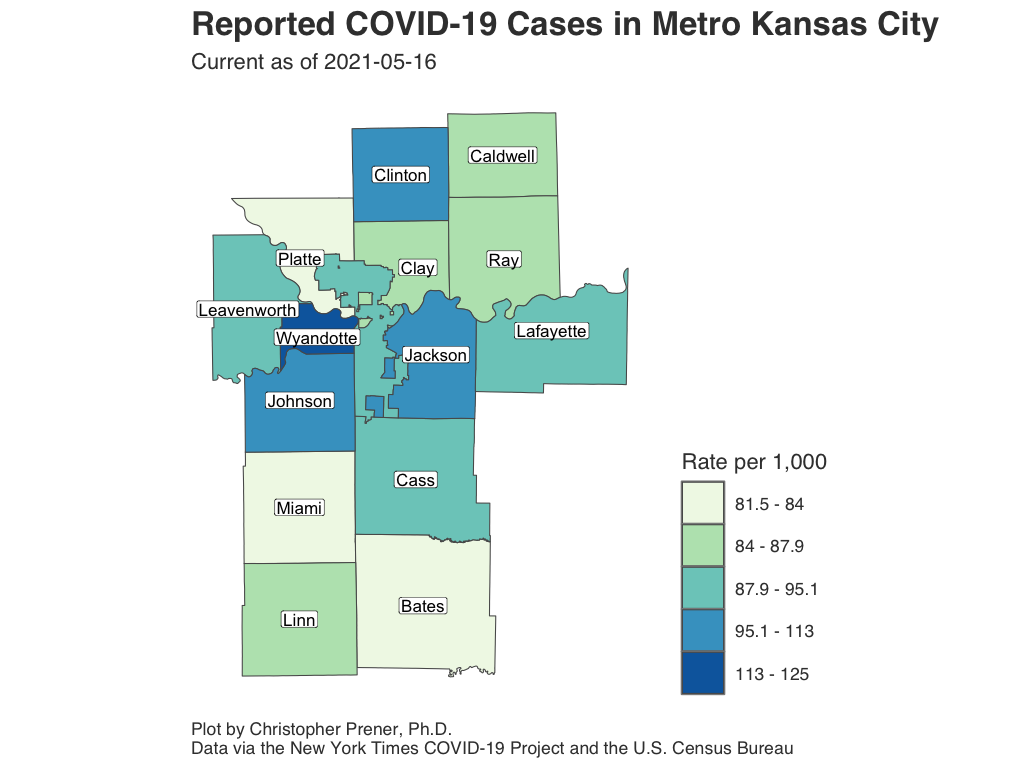 Reported COVID-19 Cases in Metro Kansas City
Current as of 2021-05-16
Caldwell
Clinton
Platte
Clay
Ray
Leavenworth
Wyandotte
Lafayette
Jackson
Johnson
Cass
Miami
Bates
Linn
Rate per 1,000
81.5 - 84
84 - 87.9
87.9 - 95.1
95.1 - 113
113 - 125
Plot by Christopher Prener, Ph.D.
Data via the New York Times COVID-19 Project and the U.S. Census Bureau